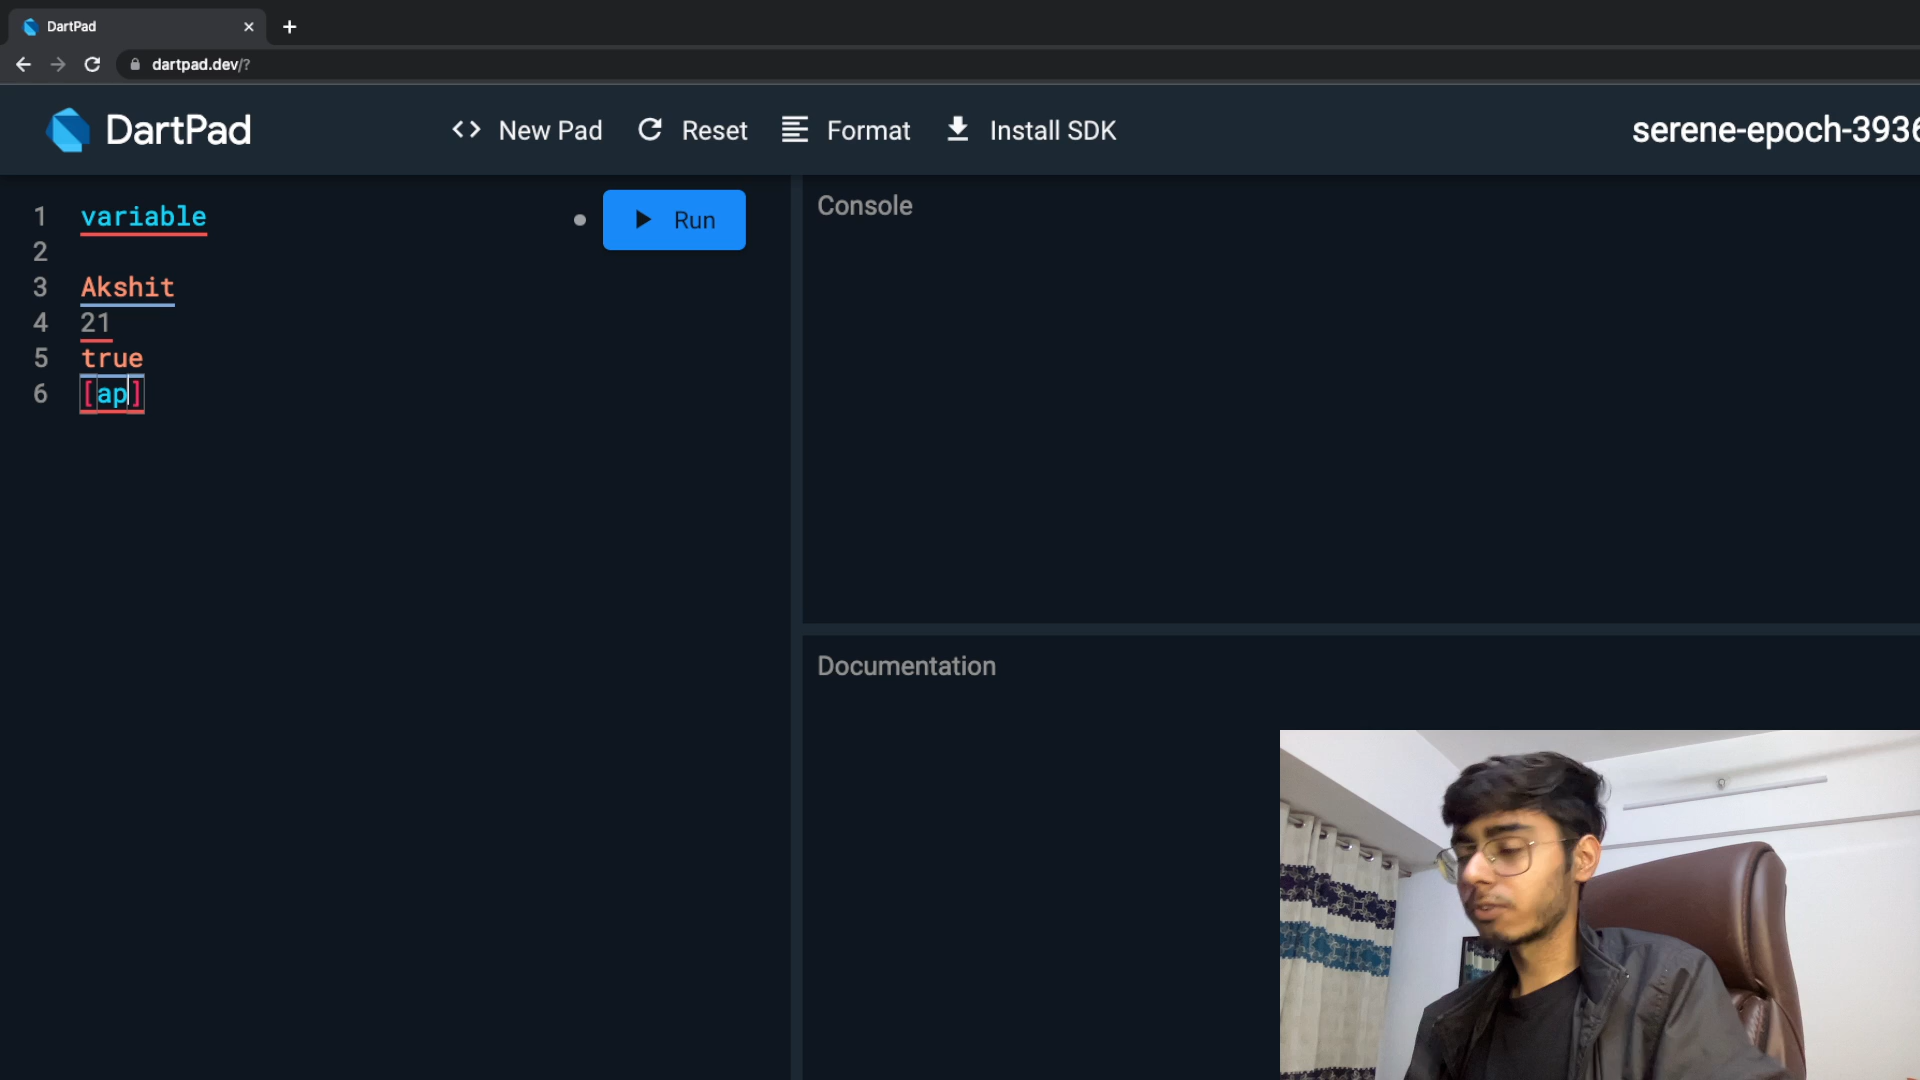 DartPad
dartpad.dev/?
DartPad
<> New Pad
Reset
Format
Install SDK
serene-epoch-3936
1 variable
2
3 Akshit
4 21
5 true
6 [ap]
Run
Console
Documentation